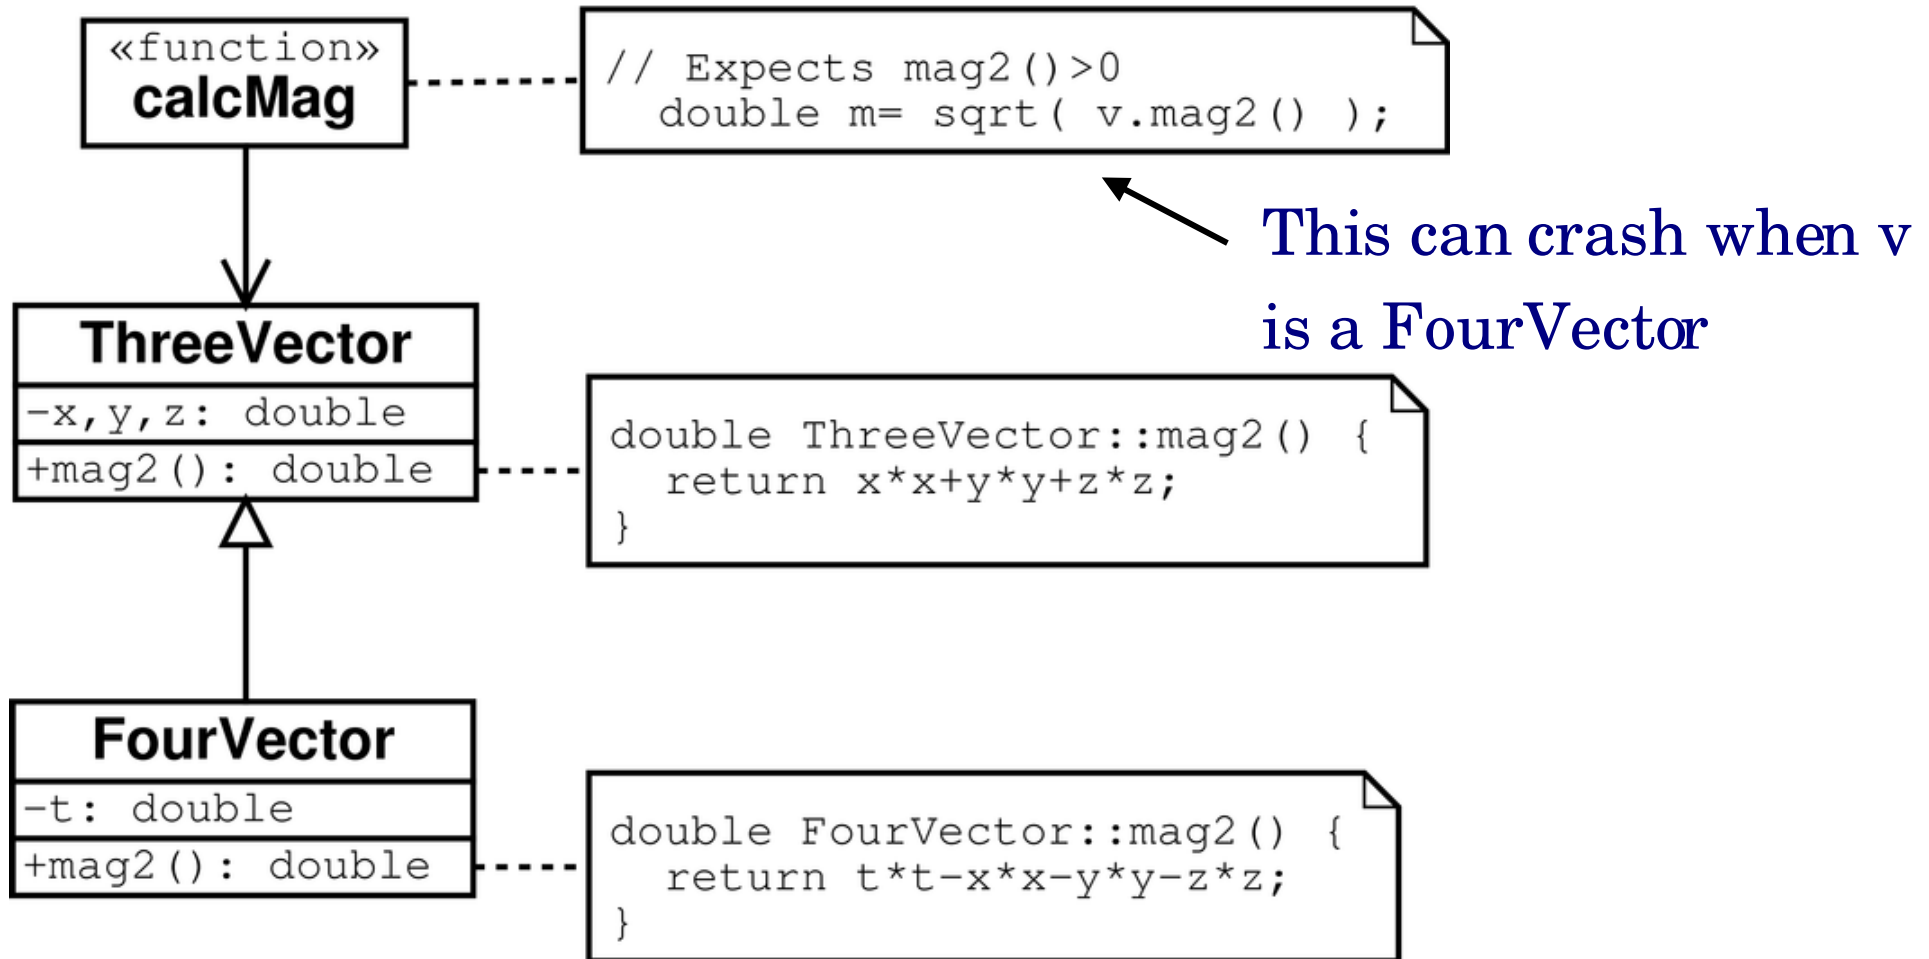 «function»
calcMag
// Expects mag2()>0
double m= sqrt( v.mag2() );
This can crash when v
is a FourVector
ThreeVector
-x,y,z: double
+mag2(): double
double ThreeVector::mag2() {
return x*x+y*y+z*z;
}
FourVector
-t: double
+mag2(): double
double FourVector::mag2() {
return t*t-x*x-y*y-z*z;
}